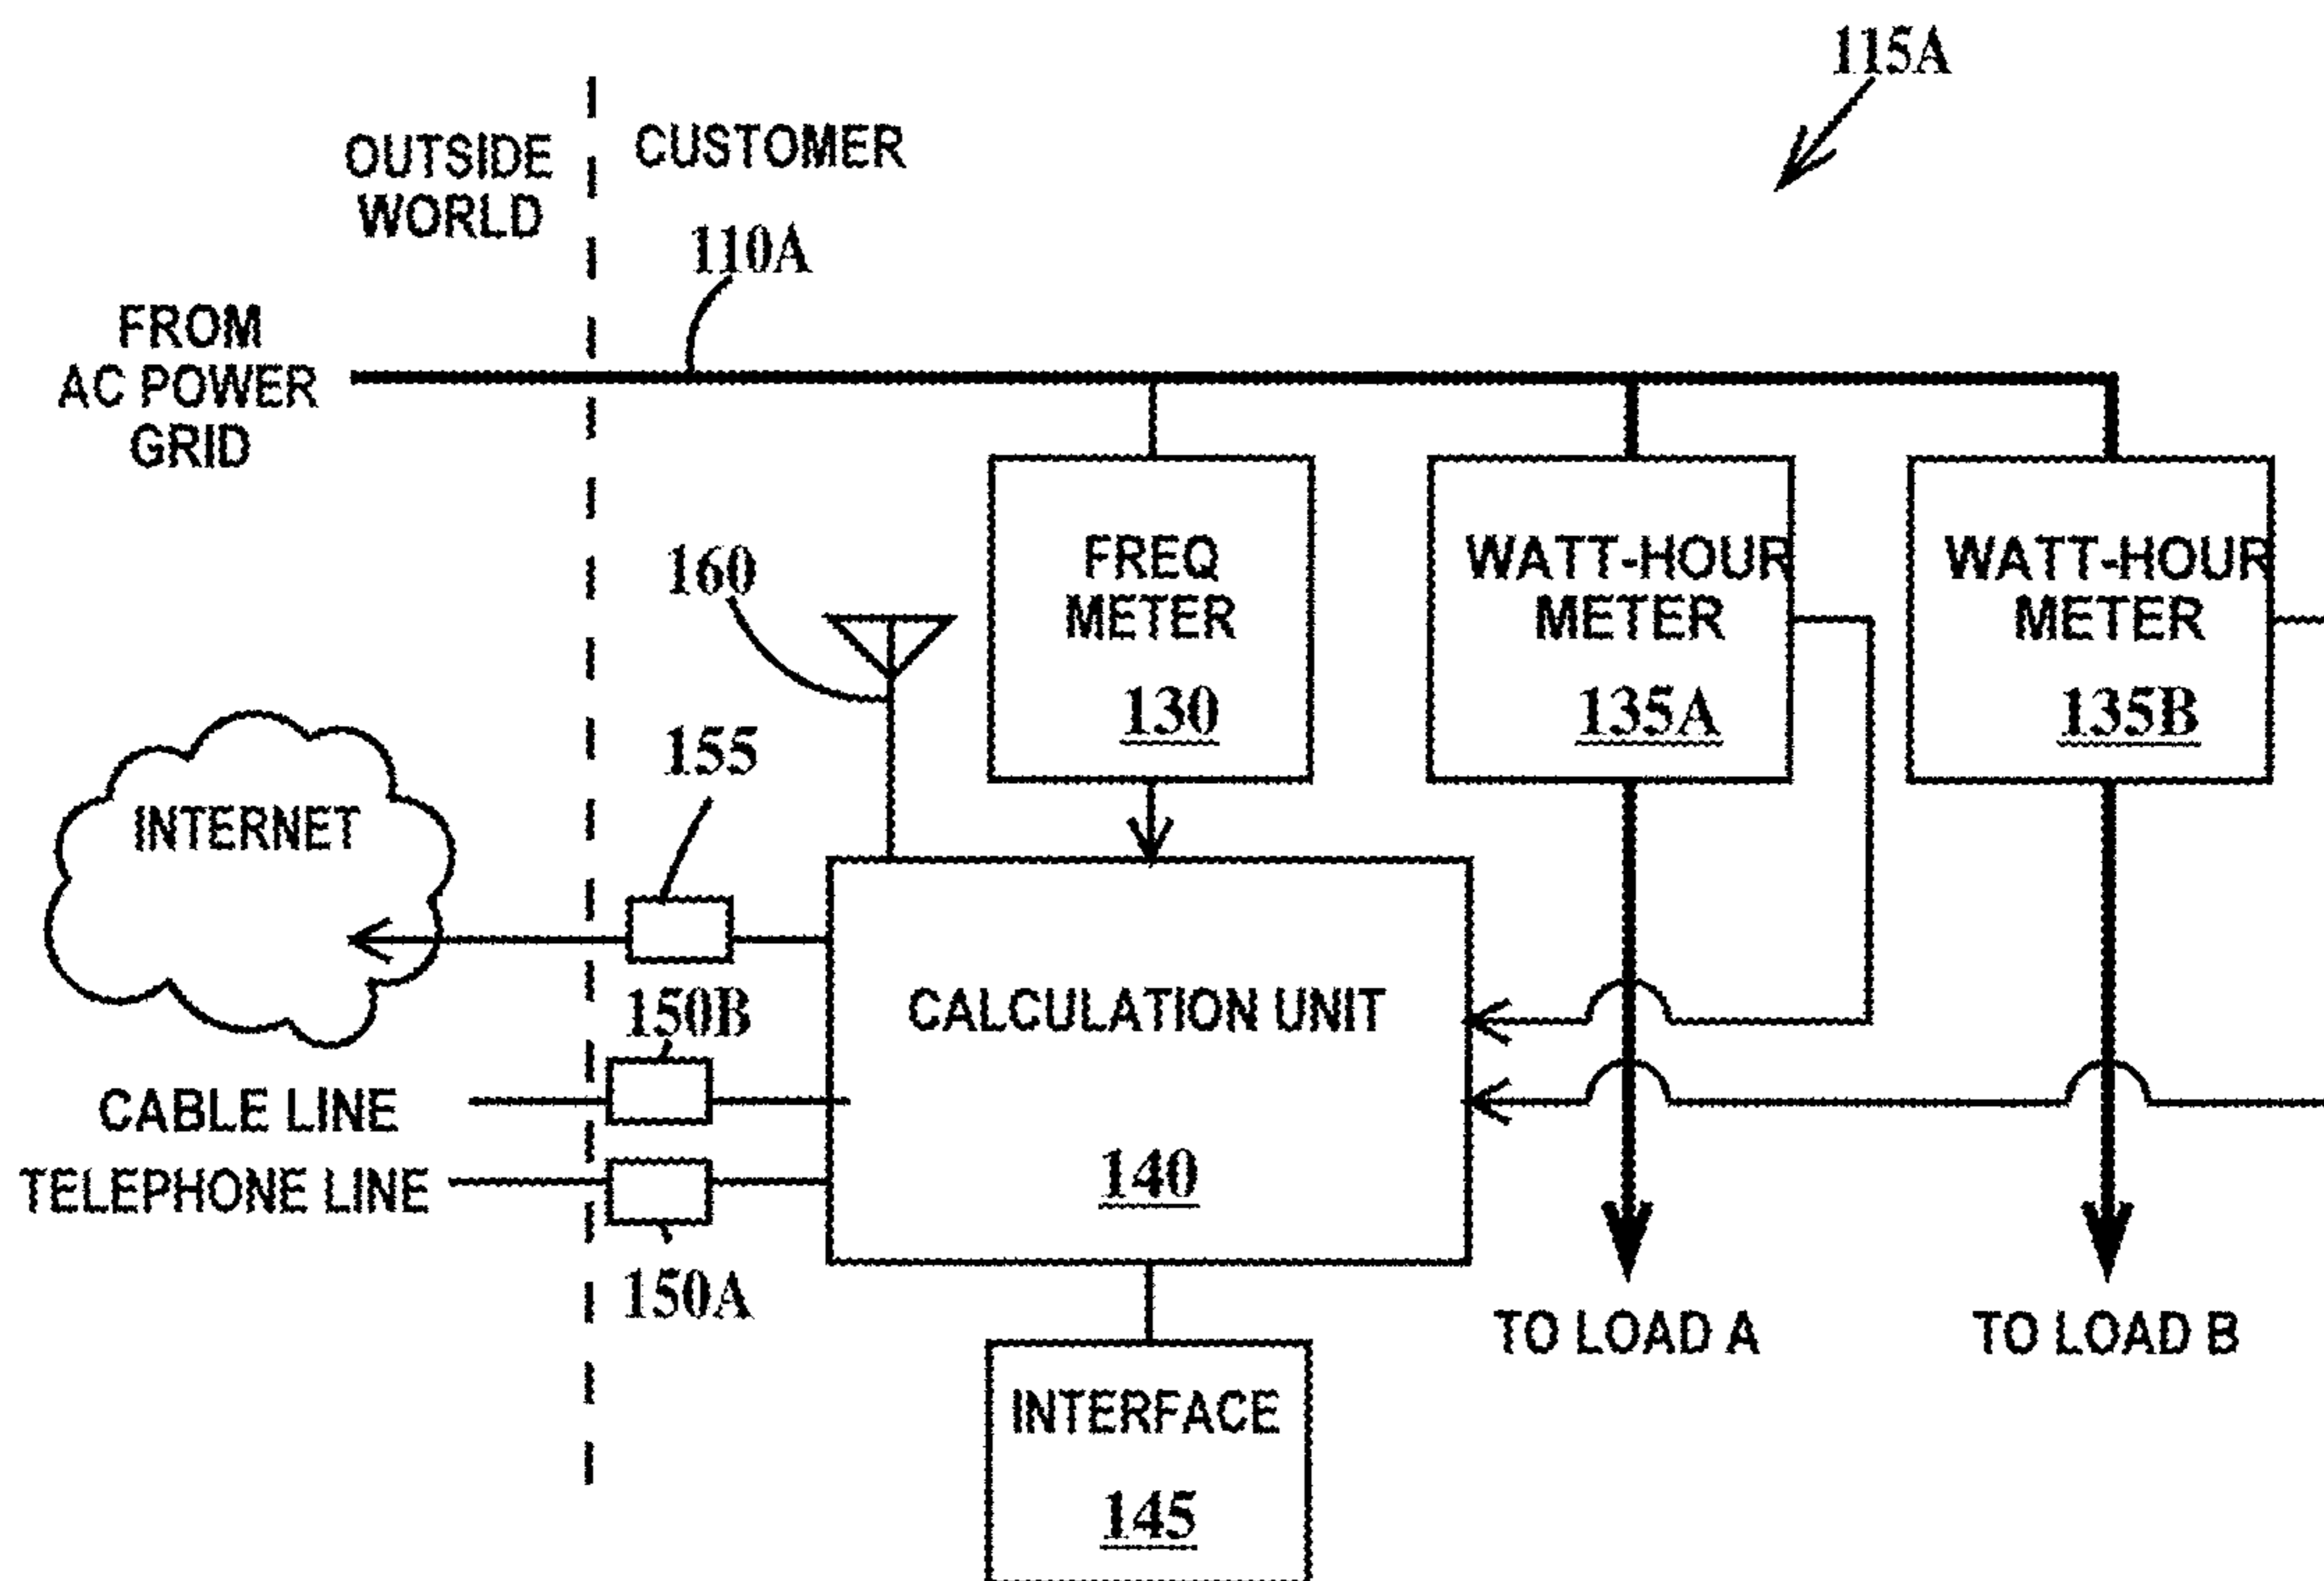 115A
OUTSIDE
WORLD
CUSTOMER
110A
FROM
AC POWER
GRID
160
FREQ
METER
130
WATT-HOUR
METER
135A
WATT-HOUR
METER
135B
155
INTERNET
150B
CALCULATION UNIT
140
CABLE LINE
TELEPHONE LINE
150A
TO LOAD A
TO LOAD B
INTERFACE
145